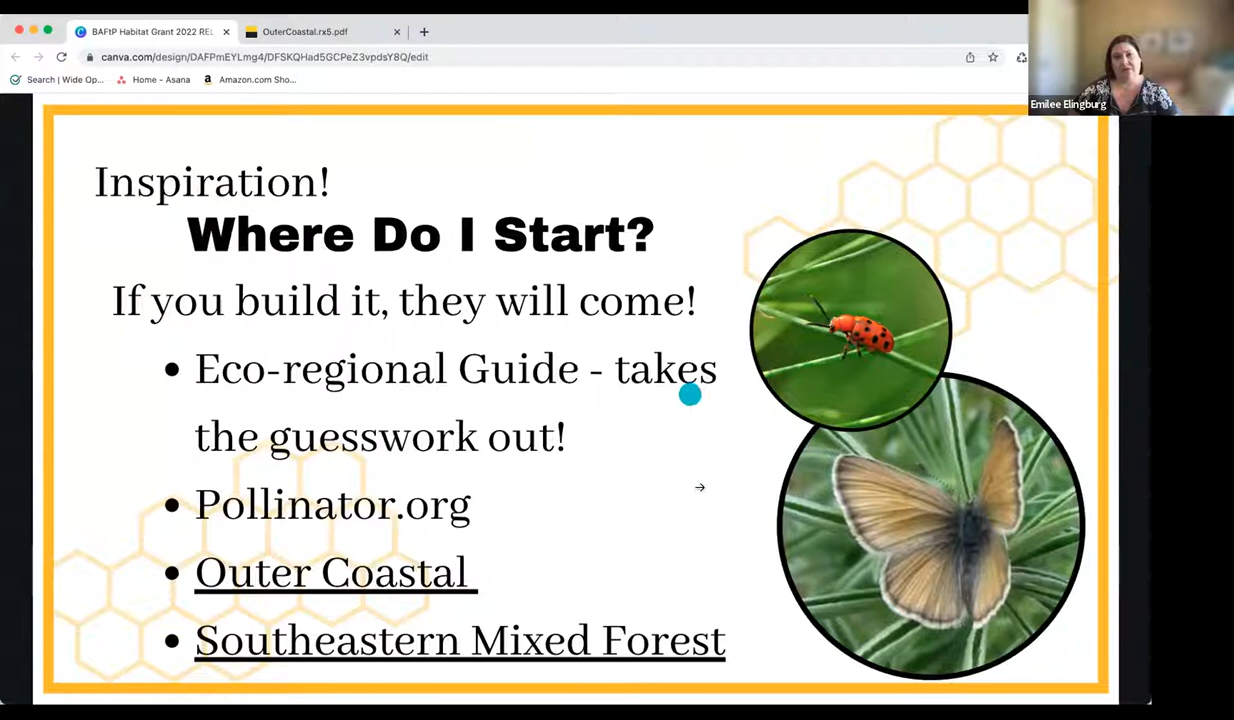 BAFtP Habitat Grant 2022 REL
OuterCoastal.rx5.pdf
canva.com/design/DAFPmEYLmg4/DFSKQHad5GCPeZ3vpdsY8Q/edit
Search | Wide Op...
Home - Asana
Amazon.com Sho...
Emilee Elingburg
Inspiration!
Where Do I Start?
If you build it, they will come!
• Eco-regional Guide - takes
the guesswork out!
• Pollinator.org
• Outer Coastal
• Southeastern Mixed Forest